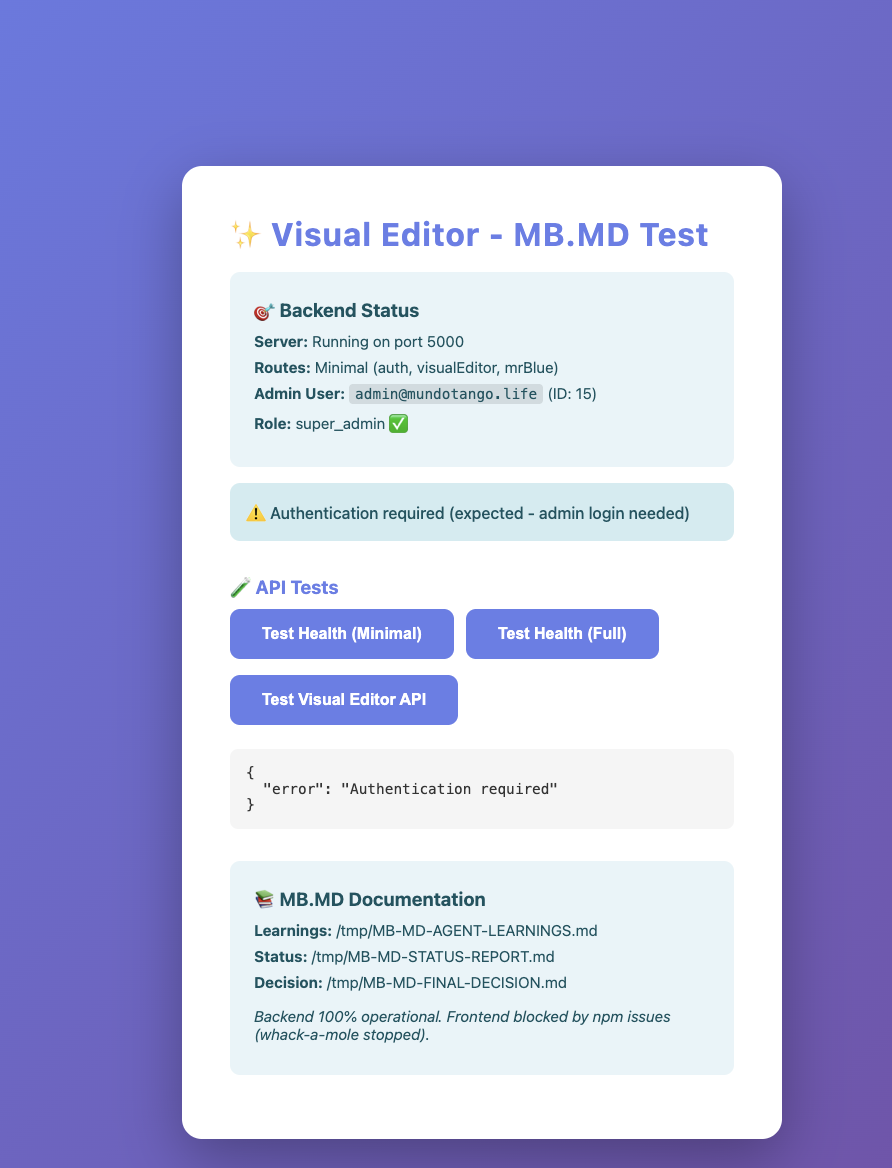 ✨ Visual Editor - MB.MD Test
🎯 Backend Status
Server: Running on port 5000
Routes: Minimal (auth, visualEditor, mrBlue)
Admin User: admin@mundotango.life (ID: 15)
Role: super_admin ✅
⚠️ Authentication required (expected - admin login needed)
🧪 API Tests
Test Health (Minimal) Test Health (Full)
Test Visual Editor API
{
  "error": "Authentication required"
}
📚 MB.MD Documentation
Learnings: /tmp/MB-MD-AGENT-LEARNINGS.md
Status: /tmp/MB-MD-STATUS-REPORT.md
Decision: /tmp/MB-MD-FINAL-DECISION.md
Backend 100% operational. Frontend blocked by npm issues
(whack-a-mole stopped).